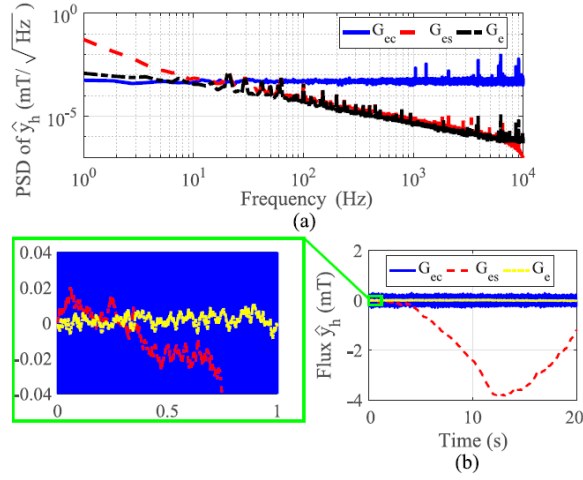 10^0
G_ec G_es G_e
10^-5
PSD of ŷ_h (mT/√Hz)
10^0 10^1 10^2 10^3 10^4
Frequency (Hz)
(a)
0.04
0.02
0
-0.02
-0.04
0 0.5 1
G_ec G_es G_e
2
0
-2
-4
Flux ŷ_h (mT)
0 10 20
Time (s)
(b)